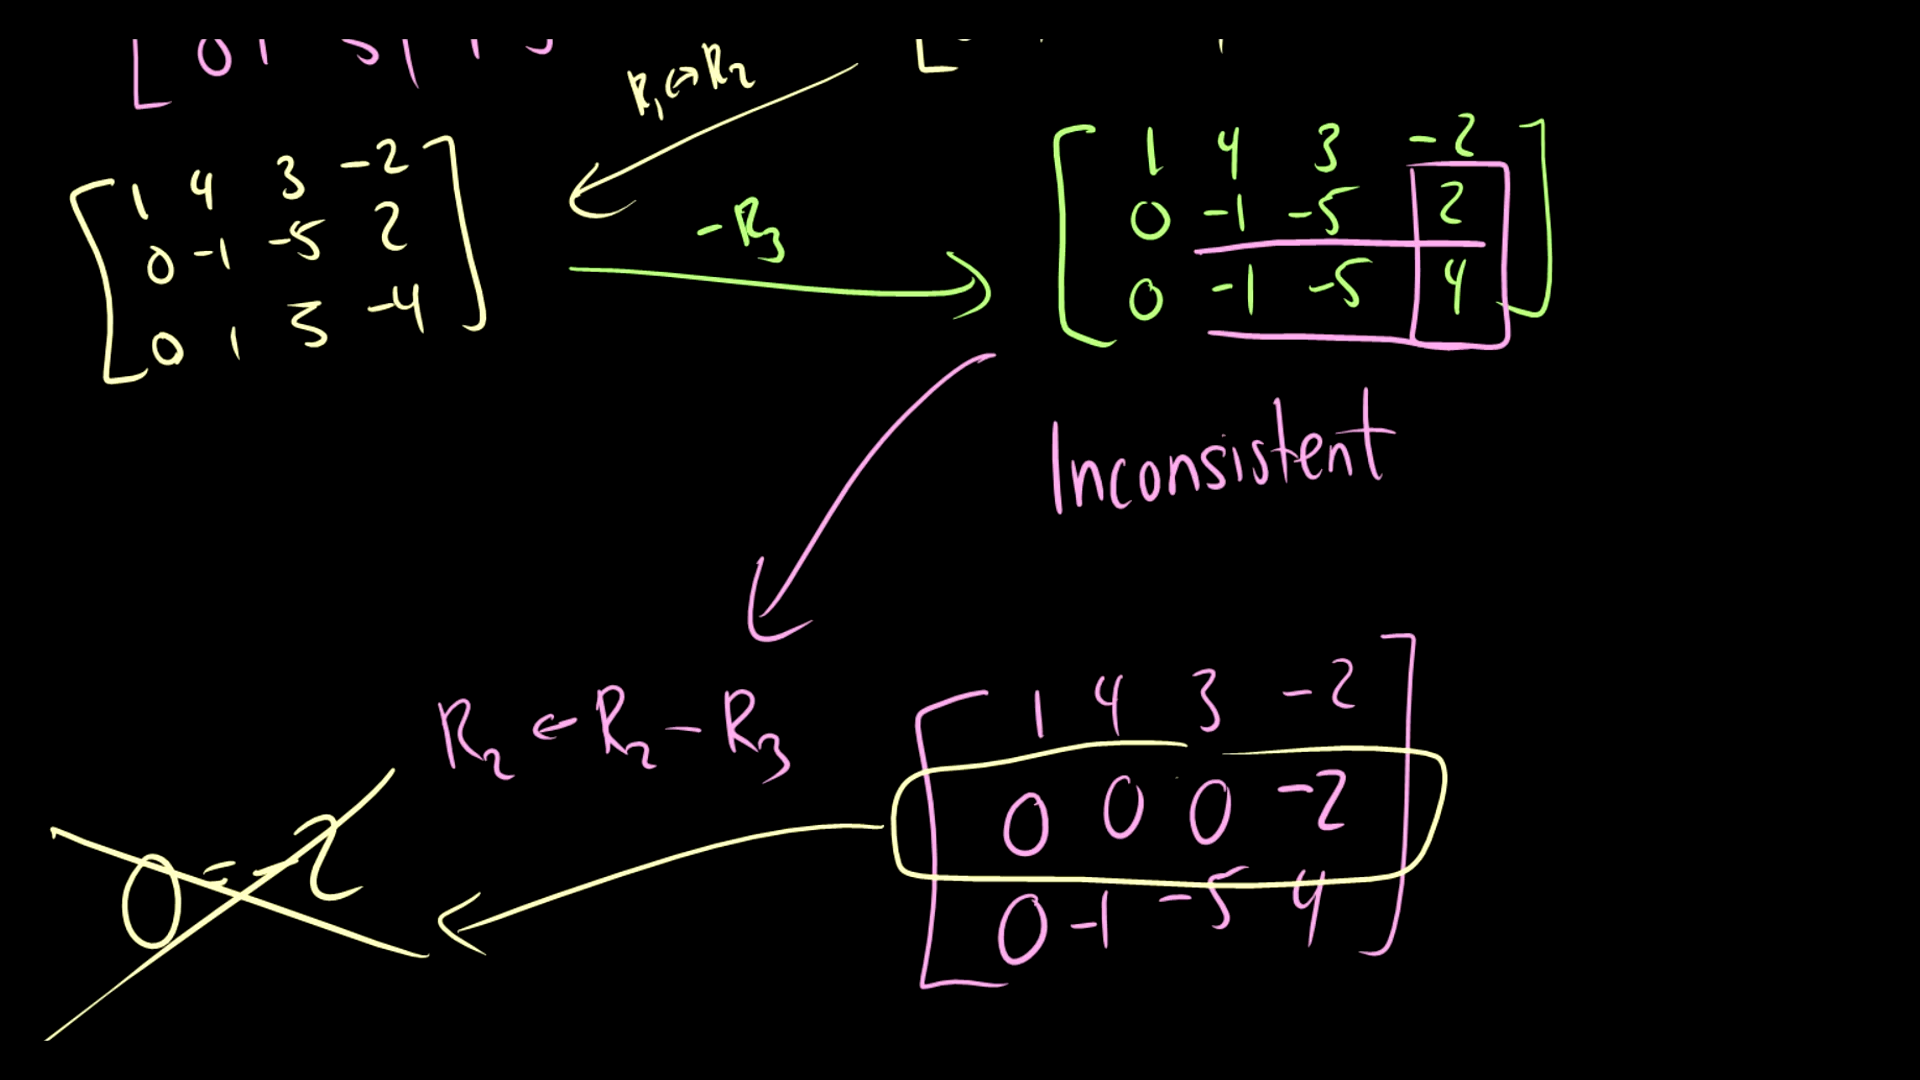 R₁ ↔ R₂
1 4 3 -2
0 -1 -5 2
0 1 5 -4
-R₃
1 4 3 -2
0 -1 -5 2
0 -1 -5 4
Inconsistent
R₂ ← R₂ - R₃
1 4 3 -2
0 0 0 -2
0 -1 -5 4
0 = -2